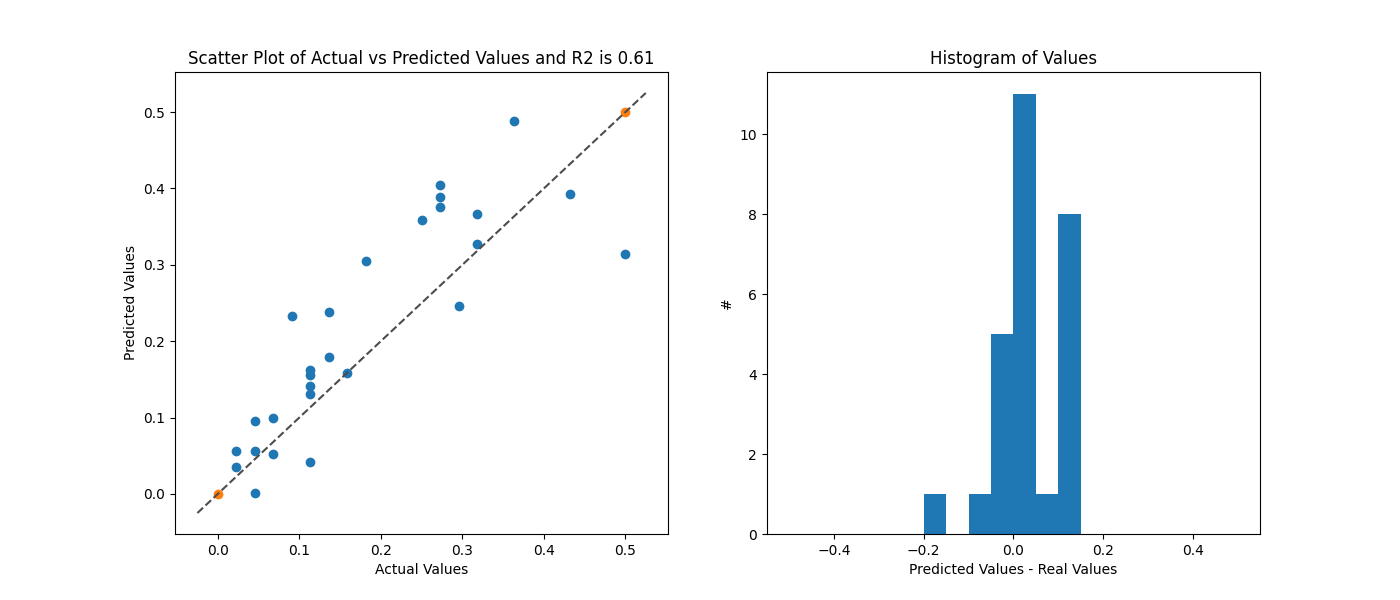 Scatter Plot of Actual vs Predicted Values and R2 is 0.61
0.5
0.4
0.3
0.2
0.1
0.0
Predicted Values
0.0 0.1 0.2 0.3 0.4 0.5
Actual Values
Histogram of Values
10
8
6
4
2
0
#
−0.4 −0.2 0.0 0.2 0.4
Predicted Values - Real Values